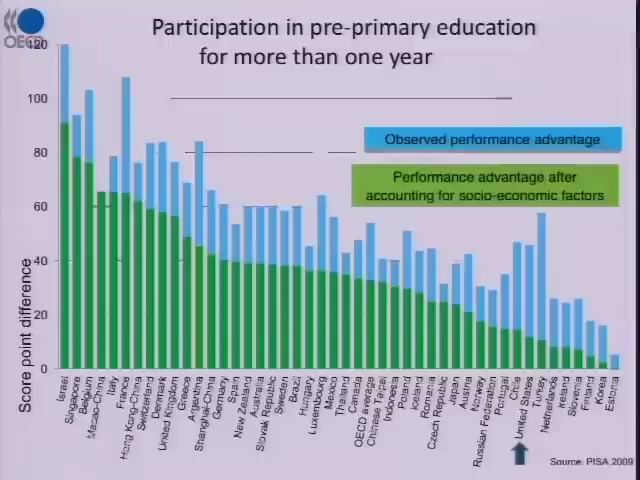 OECD
Participation in pre-primary education
for more than one year
120
100
80
60
40
20
0
Score point difference
Observed performance advantage
Performance advantage after
accounting for socio-economic factors
Israel
Singapore
Belgium
Macao-China
Italy
France
Hong Kong-China
Switzerland
Denmark
United Kingdom
Greece
Argentina
Shanghai-China
Germany
Spain
New Zealand
Australia
Slovak Republic
Sweden
Brazil
Hungary
Luxembourg
Mexico
Thailand
Canada
OECD average
Chinese Taipei
Indonesia
Poland
Iceland
Romania
Czech Republic
Japan
Austria
Norway
Russian Federation
Portugal
Chile
United States
Turkey
Netherlands
Ireland
Slovenia
Finland
Korea
Estonia
Source: PISA 2009